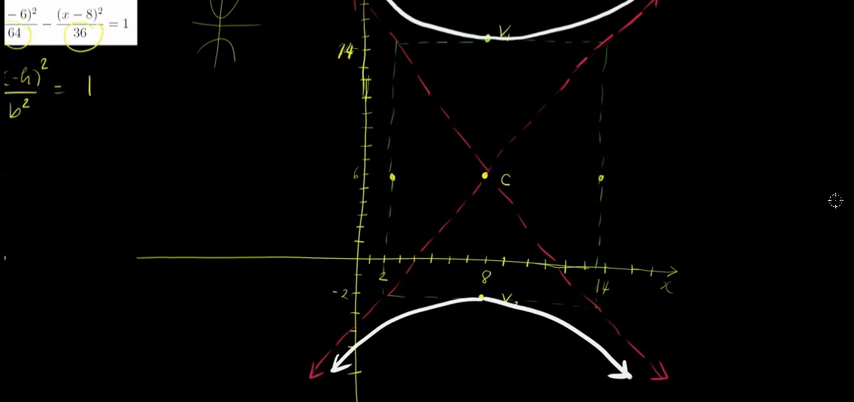 − 6)² / 64 − (x − 8)² / 36 = 1
−h)² / b² = 1
V₁
14
6
C
2
8
14
x
-2
V₂